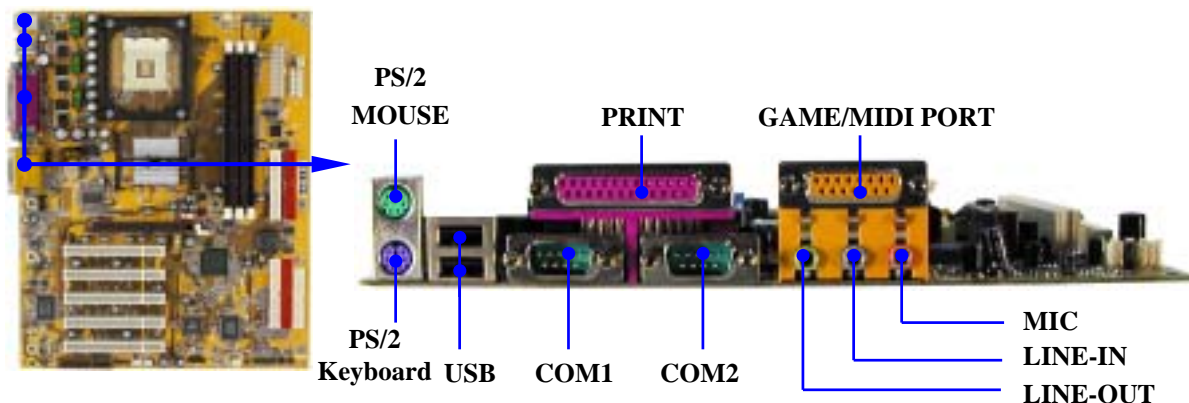 PS/2
MOUSE
PRINT
GAME/MIDI PORT
PS/2
Keyboard
USB
COM1
COM2
MIC
LINE-IN
LINE-OUT